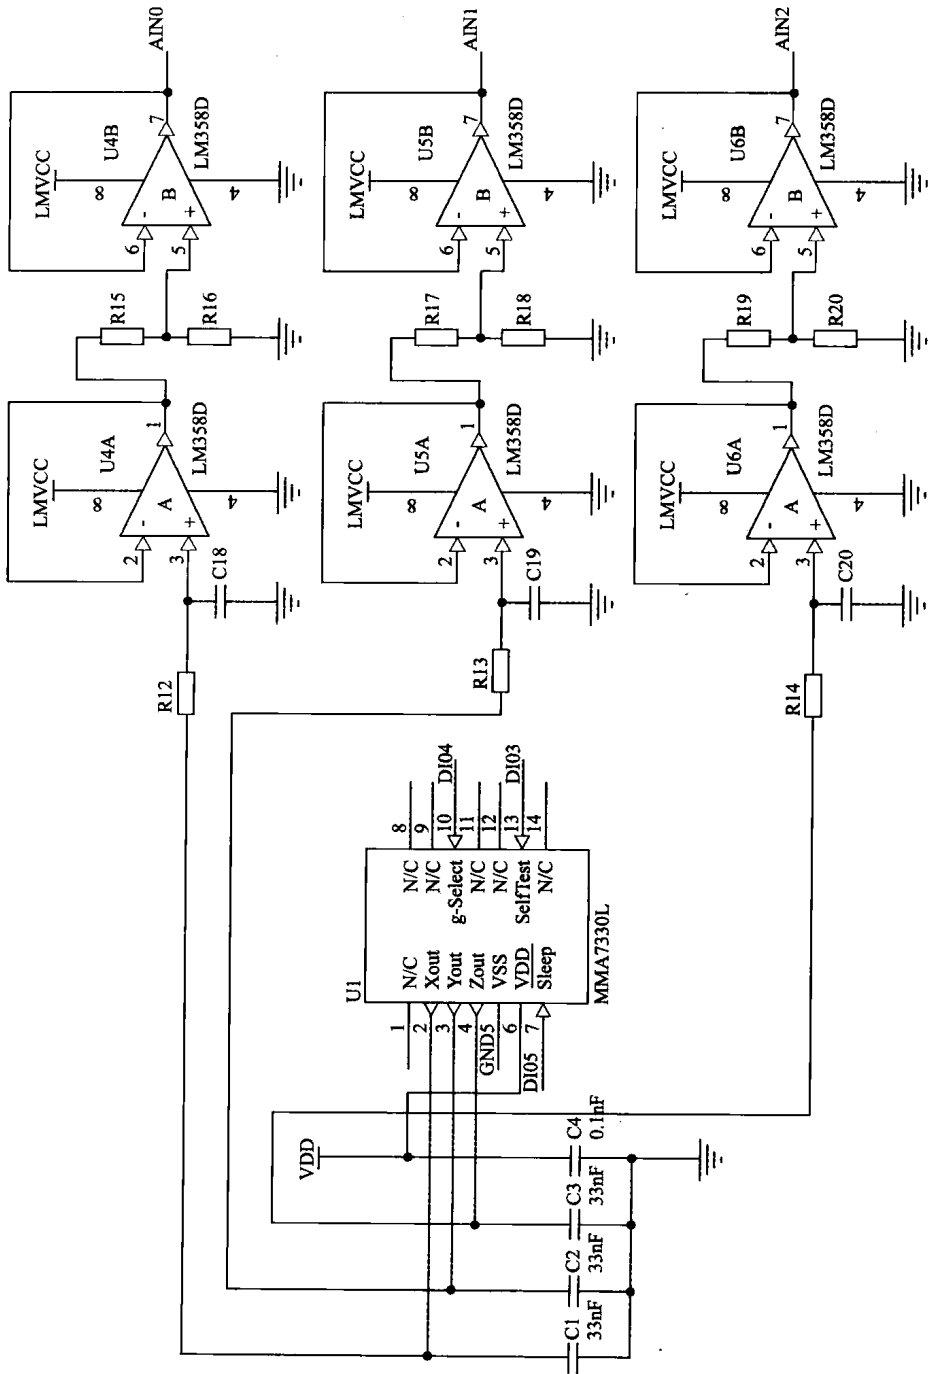 LMVCC
8
U4B
6
-
B
7
AIN0
5
+
4
LM358D
R15
R16
LMVCC
8
U4A
2
-
A
1
3
+
4
LM358D
C18
R12
LMVCC
8
U5B
6
-
B
7
AIN1
5
+
4
LM358D
R17
R18
LMVCC
8
U5A
2
-
A
1
3
+
4
LM358D
C19
R13
LMVCC
8
U6B
6
-
B
7
AIN2
5
+
4
LM358D
R19
R20
LMVCC
8
U6A
2
-
A
1
3
+
4
LM358D
C20
R14
U1
1 N/C N/C 8
2 Xout N/C 9
3 Yout g-Select 10 DI04
4 Zout N/C 11
GND5 VSS N/C 12
6 VDD SelfTest 13 DI03
DI05 7 Sleep N/C 14
MMA7330L
VDD
C1
33nF
C2
33nF
C3
33nF
C4
0.1nF